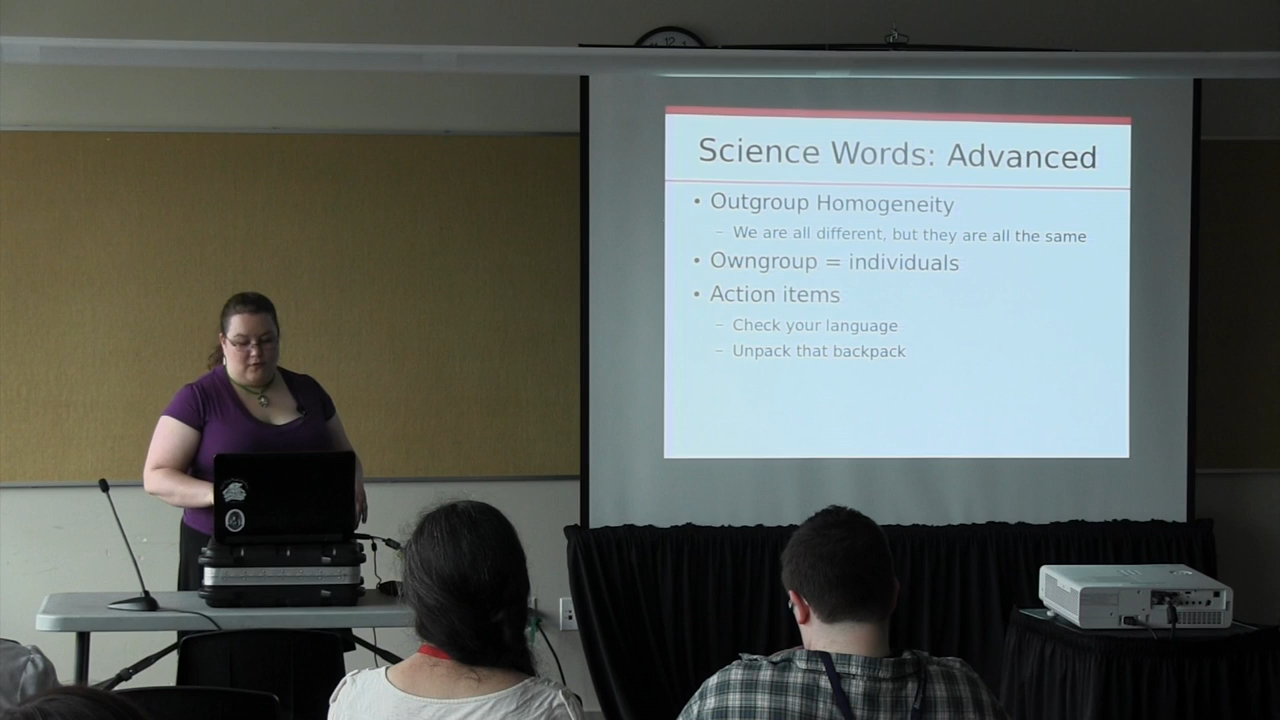 12
Science Words: Advanced
• Outgroup Homogeneity
– We are all different, but they are all the same
• Owngroup = individuals
• Action items
– Check your language
– Unpack that backpack